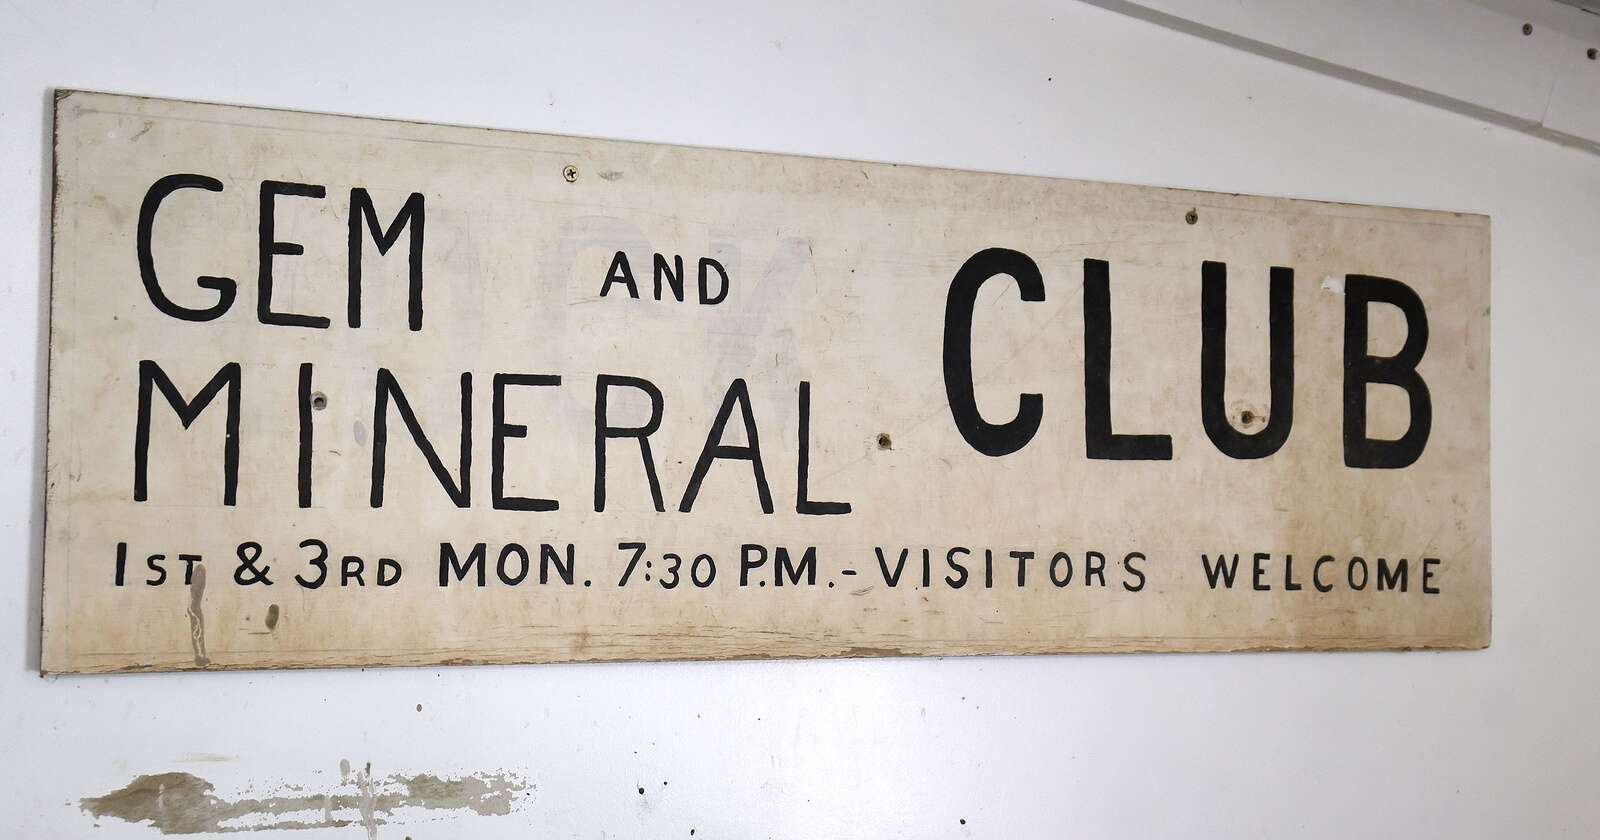 GEM AND CLUB
MINERAL
1ST & 3RD MON. 7:30 P.M.- VISITORS WELCOME